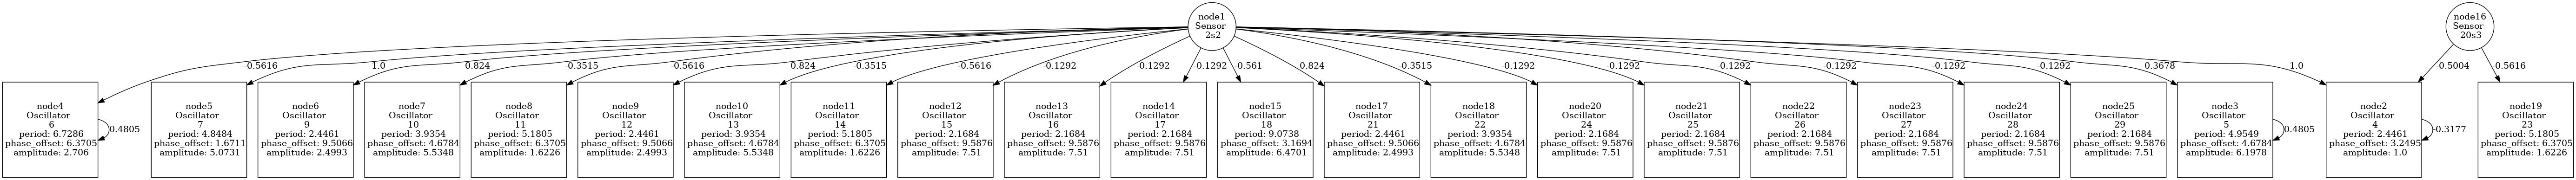 node1
Sensor
2s2
node16
Sensor
20s3
-0.5616
1.0
0.824
-0.3515
-0.5616
0.824
-0.3515
-0.5616
-0.1292
-0.1292
-0.1292
-0.561
0.824
-0.3515
-0.1292
-0.1292
-0.1292
-0.1292
-0.1292
-0.1292
0.3678
1.0
-0.5004
-0.5616
node4
Oscillator
6
period: 6.7286
phase_offset: 6.3705
amplitude: 2.706
0.4805
node5
Oscillator
7
period: 4.8484
phase_offset: 1.6711
amplitude: 5.0731
node6
Oscillator
9
period: 2.4461
phase_offset: 9.5066
amplitude: 2.4993
node7
Oscillator
10
period: 3.9354
phase_offset: 4.6784
amplitude: 5.5348
node8
Oscillator
11
period: 5.1805
phase_offset: 6.3705
amplitude: 1.6226
node9
Oscillator
12
period: 2.4461
phase_offset: 9.5066
amplitude: 2.4993
node10
Oscillator
13
period: 3.9354
phase_offset: 4.6784
amplitude: 5.5348
node11
Oscillator
14
period: 5.1805
phase_offset: 6.3705
amplitude: 1.6226
node12
Oscillator
15
period: 2.1684
phase_offset: 9.5876
amplitude: 7.51
node13
Oscillator
16
period: 2.1684
phase_offset: 9.5876
amplitude: 7.51
node14
Oscillator
17
period: 2.1684
phase_offset: 9.5876
amplitude: 7.51
node15
Oscillator
18
period: 9.0738
phase_offset: 3.1694
amplitude: 6.4701
node17
Oscillator
21
period: 2.4461
phase_offset: 9.5066
amplitude: 2.4993
node18
Oscillator
22
period: 3.9354
phase_offset: 4.6784
amplitude: 5.5348
node20
Oscillator
24
period: 2.1684
phase_offset: 9.5876
amplitude: 7.51
node21
Oscillator
25
period: 2.1684
phase_offset: 9.5876
amplitude: 7.51
node22
Oscillator
26
period: 2.1684
phase_offset: 9.5876
amplitude: 7.51
node23
Oscillator
27
period: 2.1684
phase_offset: 9.5876
amplitude: 7.51
node24
Oscillator
28
period: 2.1684
phase_offset: 9.5876
amplitude: 7.51
node25
Oscillator
29
period: 2.1684
phase_offset: 9.5876
amplitude: 7.51
node3
Oscillator
5
period: 4.9549
phase_offset: 4.6784
amplitude: 6.1978
0.4805
node2
Oscillator
4
period: 2.4461
phase_offset: 3.2495
amplitude: 1.0
-0.3177
node19
Oscillator
23
period: 5.1805
phase_offset: 6.3705
amplitude: 1.6226